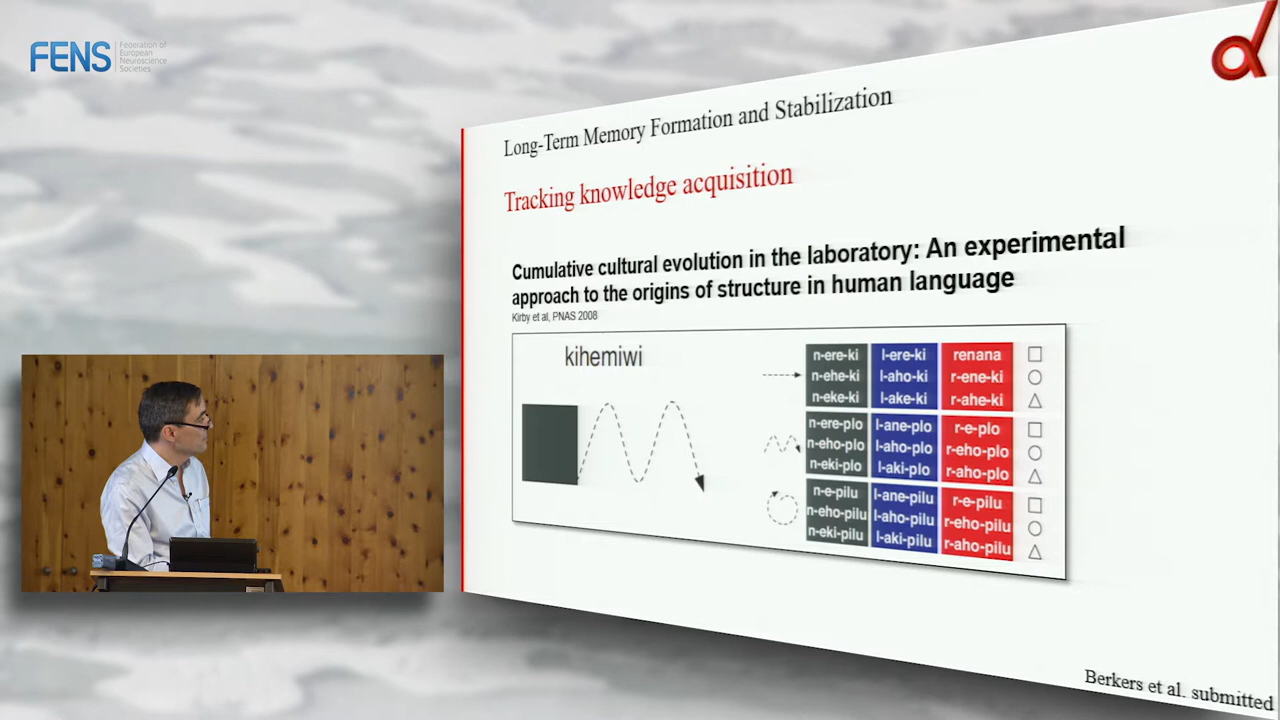 FENS
Federation of
European
Neuroscience
Societies
Long-Term Memory Formation and Stabilization
Tracking knowledge acquisition
Cumulative cultural evolution in the laboratory: An experimental
approach to the origins of structure in human language
Kirby et al, PNAS 2008
kihemiwi
n-ere-ki l-ere-ki renana
n-ehe-ki l-aho-ki r-ene-ki
n-eke-ki l-ake-ki r-ahe-ki
n-ere-plo l-ane-plo r-e-plo
n-eho-plo l-aho-plo r-eho-plo
n-eki-plo l-aki-plo r-aho-plo
n-e-pilu l-ane-pilu r-e-pilu
n-eho-pilu l-aho-pilu r-eho-pilu
n-eki-pilu l-aki-pilu r-aho-pilu
Berkers et al. submitted